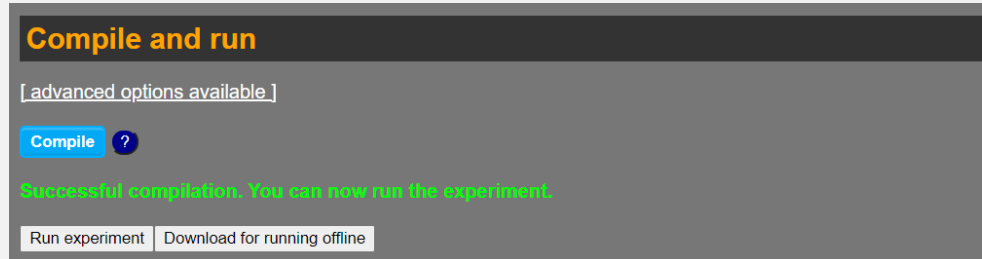 Compile and run
[ advanced options available ]
Compile ?
Successful compilation. You can now run the experiment.
Run experiment Download for running offline